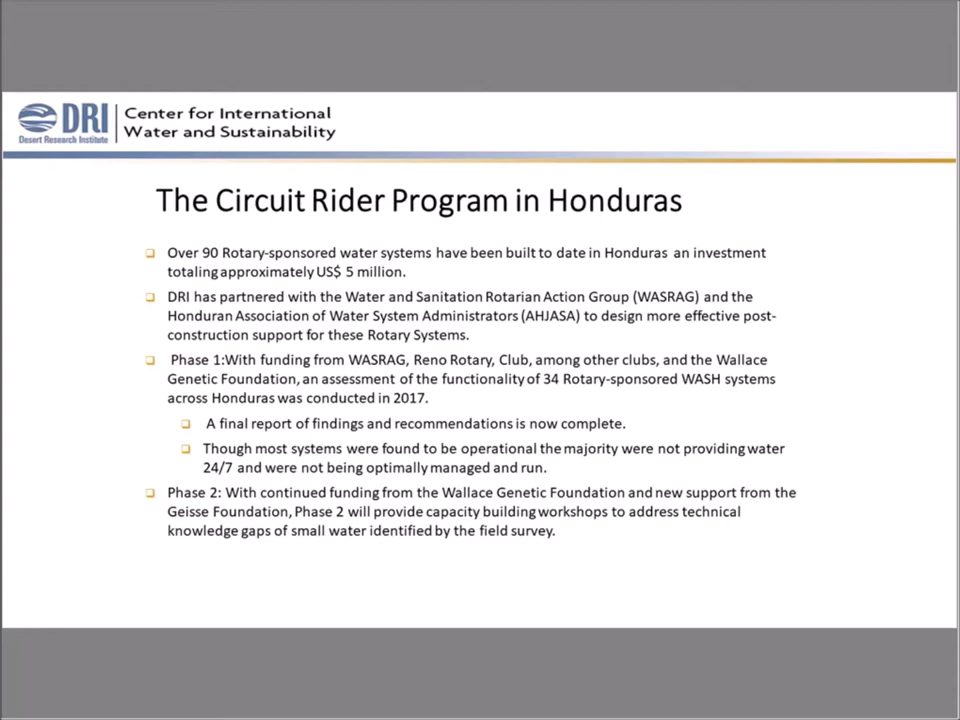 DRI
Desert Research Institute
Center for International
Water and Sustainability
The Circuit Rider Program in Honduras
Over 90 Rotary-sponsored water systems have been built to date in Honduras an investment
totaling approximately US$ 5 million.
DRI has partnered with the Water and Sanitation Rotarian Action Group (WASRAG) and the
Honduran Association of Water System Administrators (AHJASA) to design more effective post-
construction support for these Rotary Systems.
Phase 1:With funding from WASRAG, Reno Rotary, Club, among other clubs, and the Wallace
Genetic Foundation, an assessment of the functionality of 34 Rotary-sponsored WASH systems
across Honduras was conducted in 2017.
A final report of findings and recommendations is now complete.
Though most systems were found to be operational the majority were not providing water
24/7 and were not being optimally managed and run.
Phase 2: With continued funding from the Wallace Genetic Foundation and new support from the
Geisse Foundation, Phase 2 will provide capacity building workshops to address technical
knowledge gaps of small water identified by the field survey.